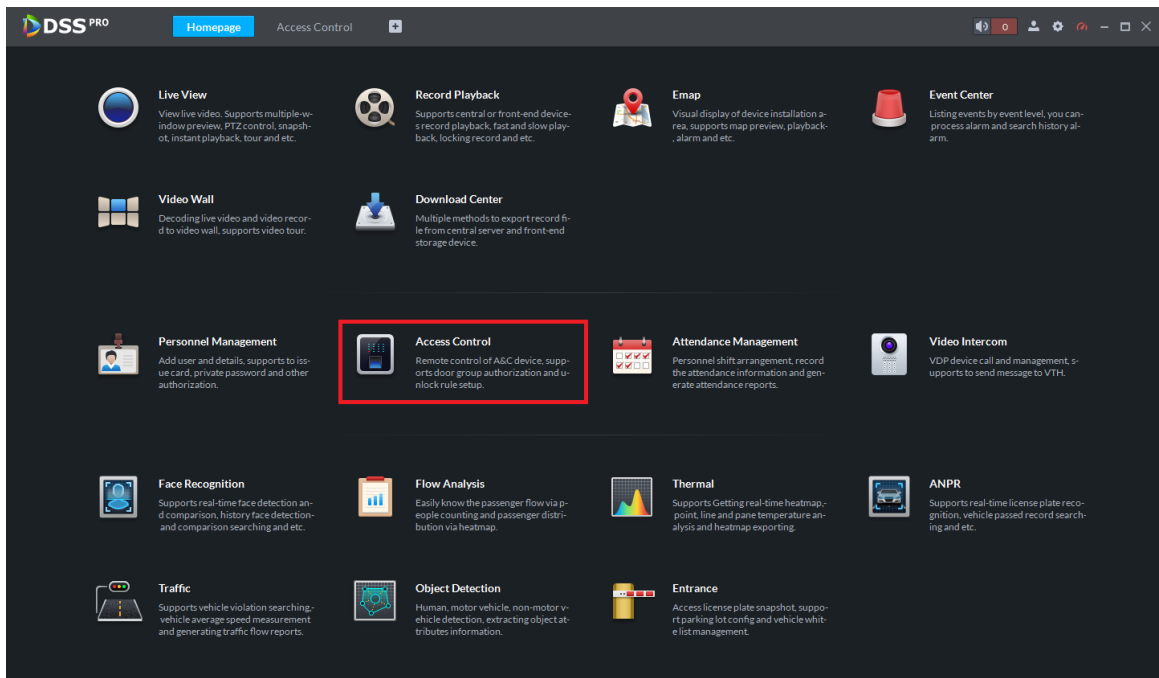 DSS PRO
Homepage
Access Control
0
Live View
View live video. Supports multiple-w-
indow preview, PTZ control, snapsh-
ot, instant playback, tour and etc.
Record Playback
Supports central or front-end device-
s record playback, fast and slow play-
back, locking record and etc.
Emap
Visual display of device installation a-
rea, supports map preview, playback-
, alarm and etc.
Event Center
Listing events by event level, you can-
process alarm and search history al-
arm.
Video Wall
Decoding live video and video recor-
d to video wall, supports video tour.
Download Center
Multiple methods to export record fi-
le from central server and front-end
storage device.
Personnel Management
Add user and details, supports to iss-
ue card, private password and other
authorization.
Access Control
Remote control of A&C device, supp-
orts door group authorization and u-
nlock rule setup.
Attendance Management
Personnel shift arrangement, record
the attendance information and gen-
erate attendance reports.
Video Intercom
VDP device call and management, s-
upports to send message to VTH.
Face Recognition
Supports real-time face detection an-
d comparison, history face detection-
and comparison searching and etc.
Flow Analysis
Easily know the passenger flow via p-
eople counting and passenger distri-
bution via heatmap.
Thermal
Supports Getting real-time heatmap,-
point, line and pane temperature an-
alysis and heatmap exporting.
ANPR
Supports real-time license plate reco-
gnition, vehicle passed record search-
ing and etc.
Traffic
Supports vehicle violation searching,-
vehicle average speed measurement
and generating traffic flow reports.
Object Detection
Human, motor vehicle, non-motor v-
ehicle detection, extracting object at-
tributes information.
Entrance
Access license plate snapshot, suppo-
rt parking lot config and vehicle whit-
e list management.